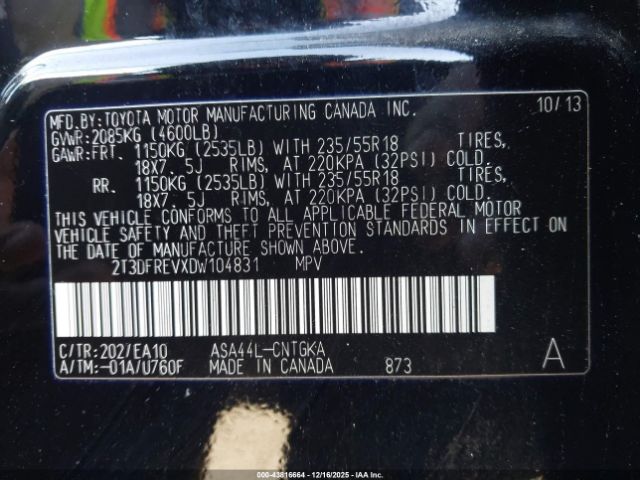 MFD.BY:TOYOTA MOTOR MANUFACTURING CANADA INC. 10/13
GVWR:2085KG (4600LB)
GAWR:FRT. 1150KG (2535LB) WITH 235/55R18 TIRES,
18X7. 5J RIMS, AT 220KPA (32PSI) COLD.
RR. 1150KG (2535LB) WITH 235/55R18 TIRES,
18X7. 5J RIMS, AT 220KPA (32PSI) COLD.
THIS VEHICLE CONFORMS TO ALL APPLICABLE FEDERAL MOTOR
VEHICLE SAFETY AND THEFT PREVENTION STANDARDS IN EFFECT ON
THE DATE OF MANUFACTURE SHOWN ABOVE.
2T3DFREVXDW104831 MPV
C/TR:202/EA10 ASA44L-CNTGKA A
A/TM:-01A/U760F MADE IN CANADA 873
000-43816664 / 12/16/2025 - IAA Inc.